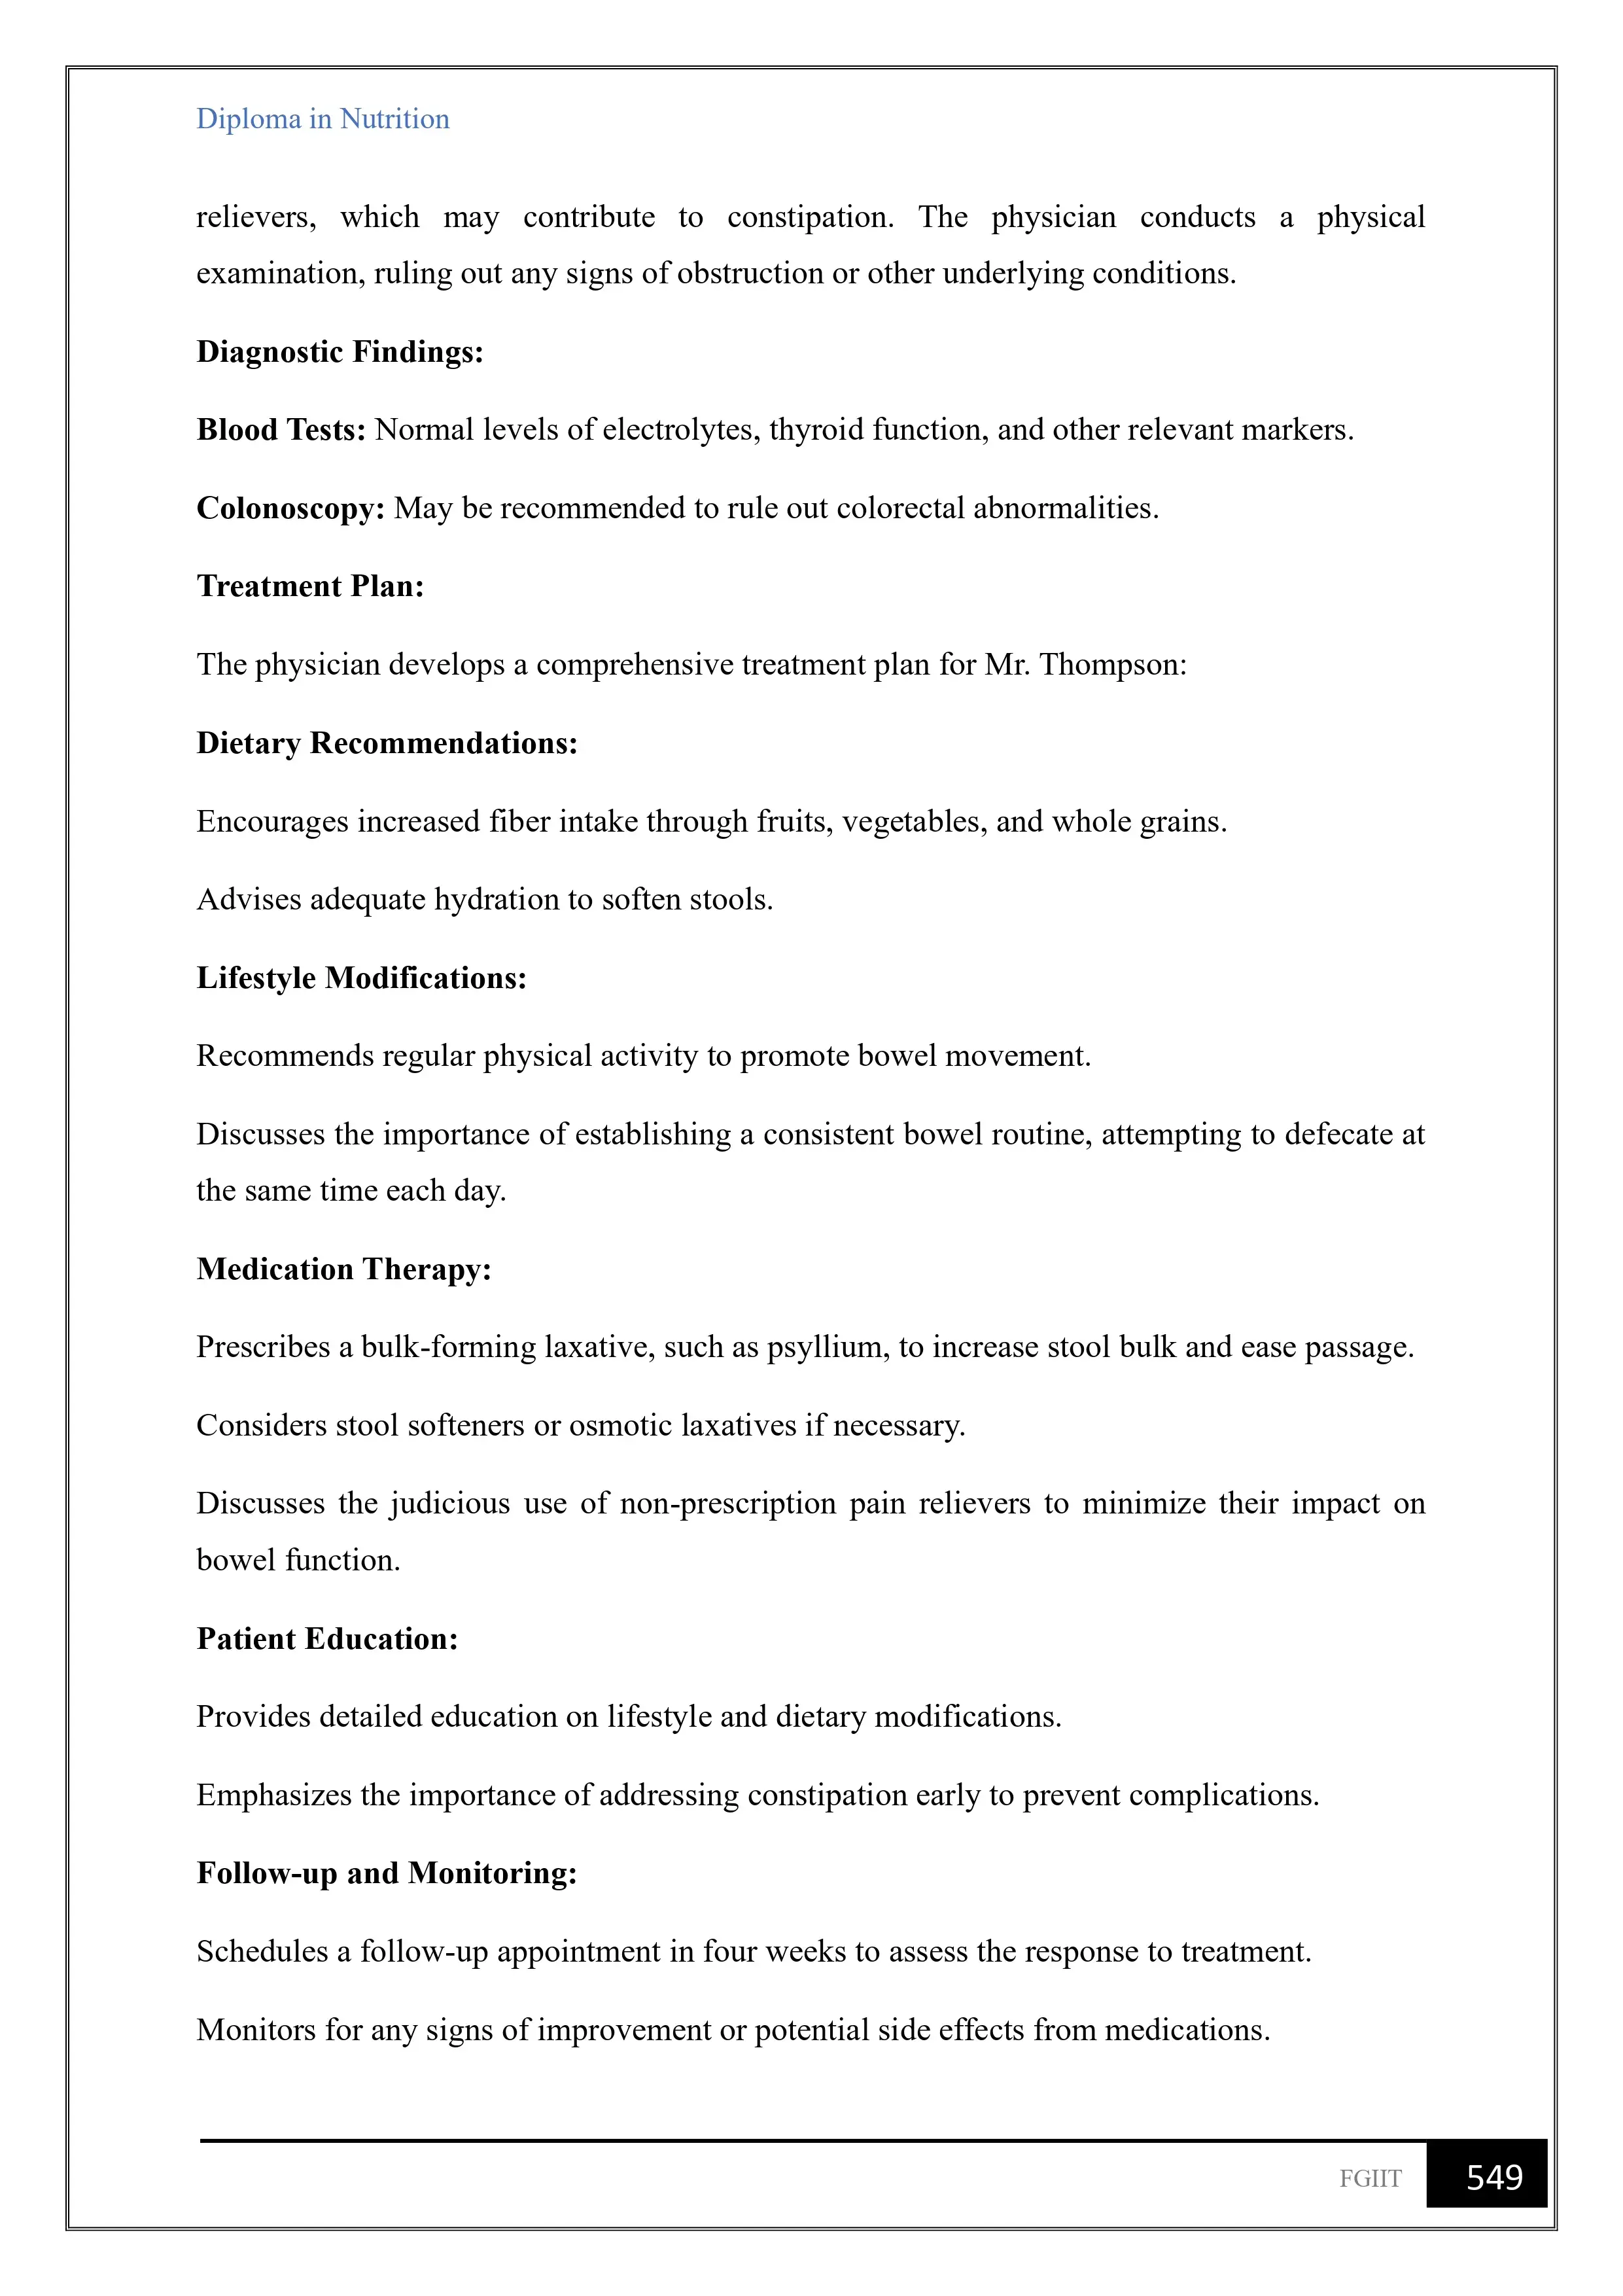 Diploma in Nutrition
relievers, which may contribute to constipation. The physician conducts a physical
examination, ruling out any signs of obstruction or other underlying conditions.
Diagnostic Findings:
Blood Tests: Normal levels of electrolytes, thyroid function, and other relevant markers.
Colonoscopy: May be recommended to rule out colorectal abnormalities.
Treatment Plan:
The physician develops a comprehensive treatment plan for Mr. Thompson:
Dietary Recommendations:
Encourages increased fiber intake through fruits, vegetables, and whole grains.
Advises adequate hydration to soften stools.
Lifestyle Modifications:
Recommends regular physical activity to promote bowel movement.
Discusses the importance of establishing a consistent bowel routine, attempting to defecate at
the same time each day.
Medication Therapy:
Prescribes a bulk-forming laxative, such as psyllium, to increase stool bulk and ease passage.
Considers stool softeners or osmotic laxatives if necessary.
Discusses the judicious use of non-prescription pain relievers to minimize their impact on
bowel function.
Patient Education:
Provides detailed education on lifestyle and dietary modifications.
Emphasizes the importance of addressing constipation early to prevent complications.
Follow-up and Monitoring:
Schedules a follow-up appointment in four weeks to assess the response to treatment.
Monitors for any signs of improvement or potential side effects from medications.
FGIIT 549